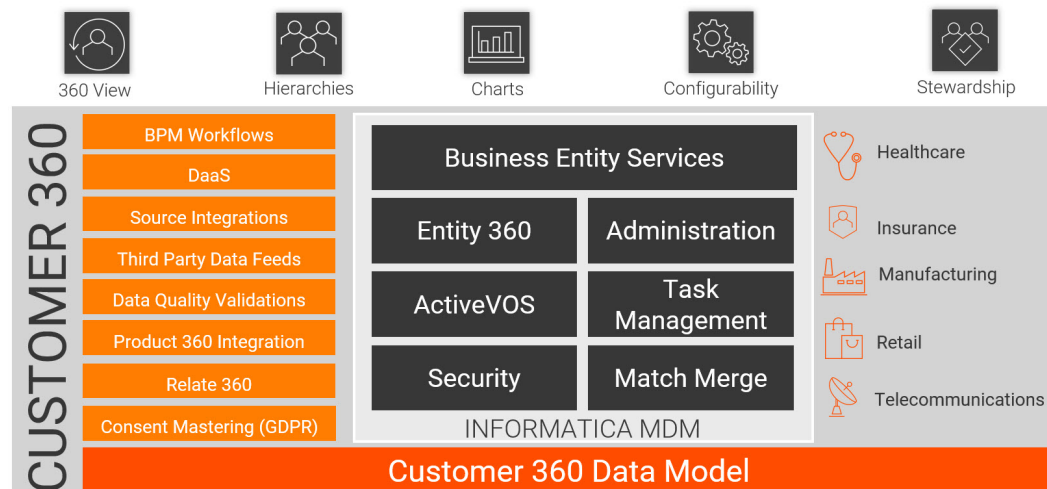 360 View
Hierarchies
Charts
Configurability
Stewardship
CUSTOMER 360
BPM Workflows
DaaS
Source Integrations
Third Party Data Feeds
Data Quality Validations
Product 360 Integration
Relate 360
Consent Mastering (GDPR)
Business Entity Services
Entity 360
Administration
ActiveVOS
Task
Management
Security
Match Merge
INFORMATICA MDM
Healthcare
Insurance
Manufacturing
Retail
Telecommunications
Customer 360 Data Model